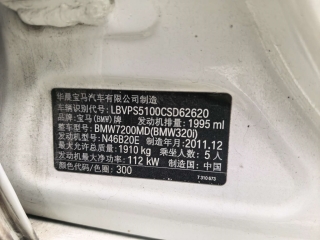 华晨宝马汽车有限公司制造
车辆识别代号: LBVPS5100CSD62620
品牌: 宝马(BMW)牌 发动机排量: 1995 ml
整车型号: BMW7200MD(BMW320i)
发动机型号: N46B20E 制造年月: 2011.12
最大允许总质量: 1910 kg 乘坐人数: 5人
发动机最大净功率: 112 kW 制造国: 中国
颜色代码/色圈: 300
7 310 673